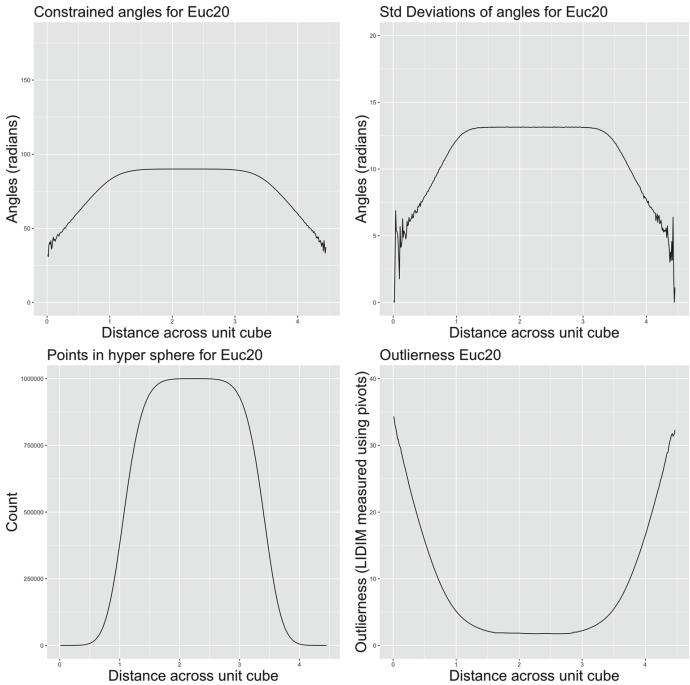 Constrained angles for Euc20
150
100
50
0
Angles (radians)
0 1 2 3 4
Distance across unit cube
Std Deviations of angles for Euc20
20
15
10
5
0
Angles (radians)
0 1 2 3 4
Distance across unit cube
Points in hyper sphere for Euc20
1000000
750000
500000
250000
0
Count
0 1 2 3 4
Distance across unit cube
Outlierness Euc20
40
30
20
10
0
Outlierness (LIDIM measured using pivots)
0 1 2 3 4
Distance across unit cube